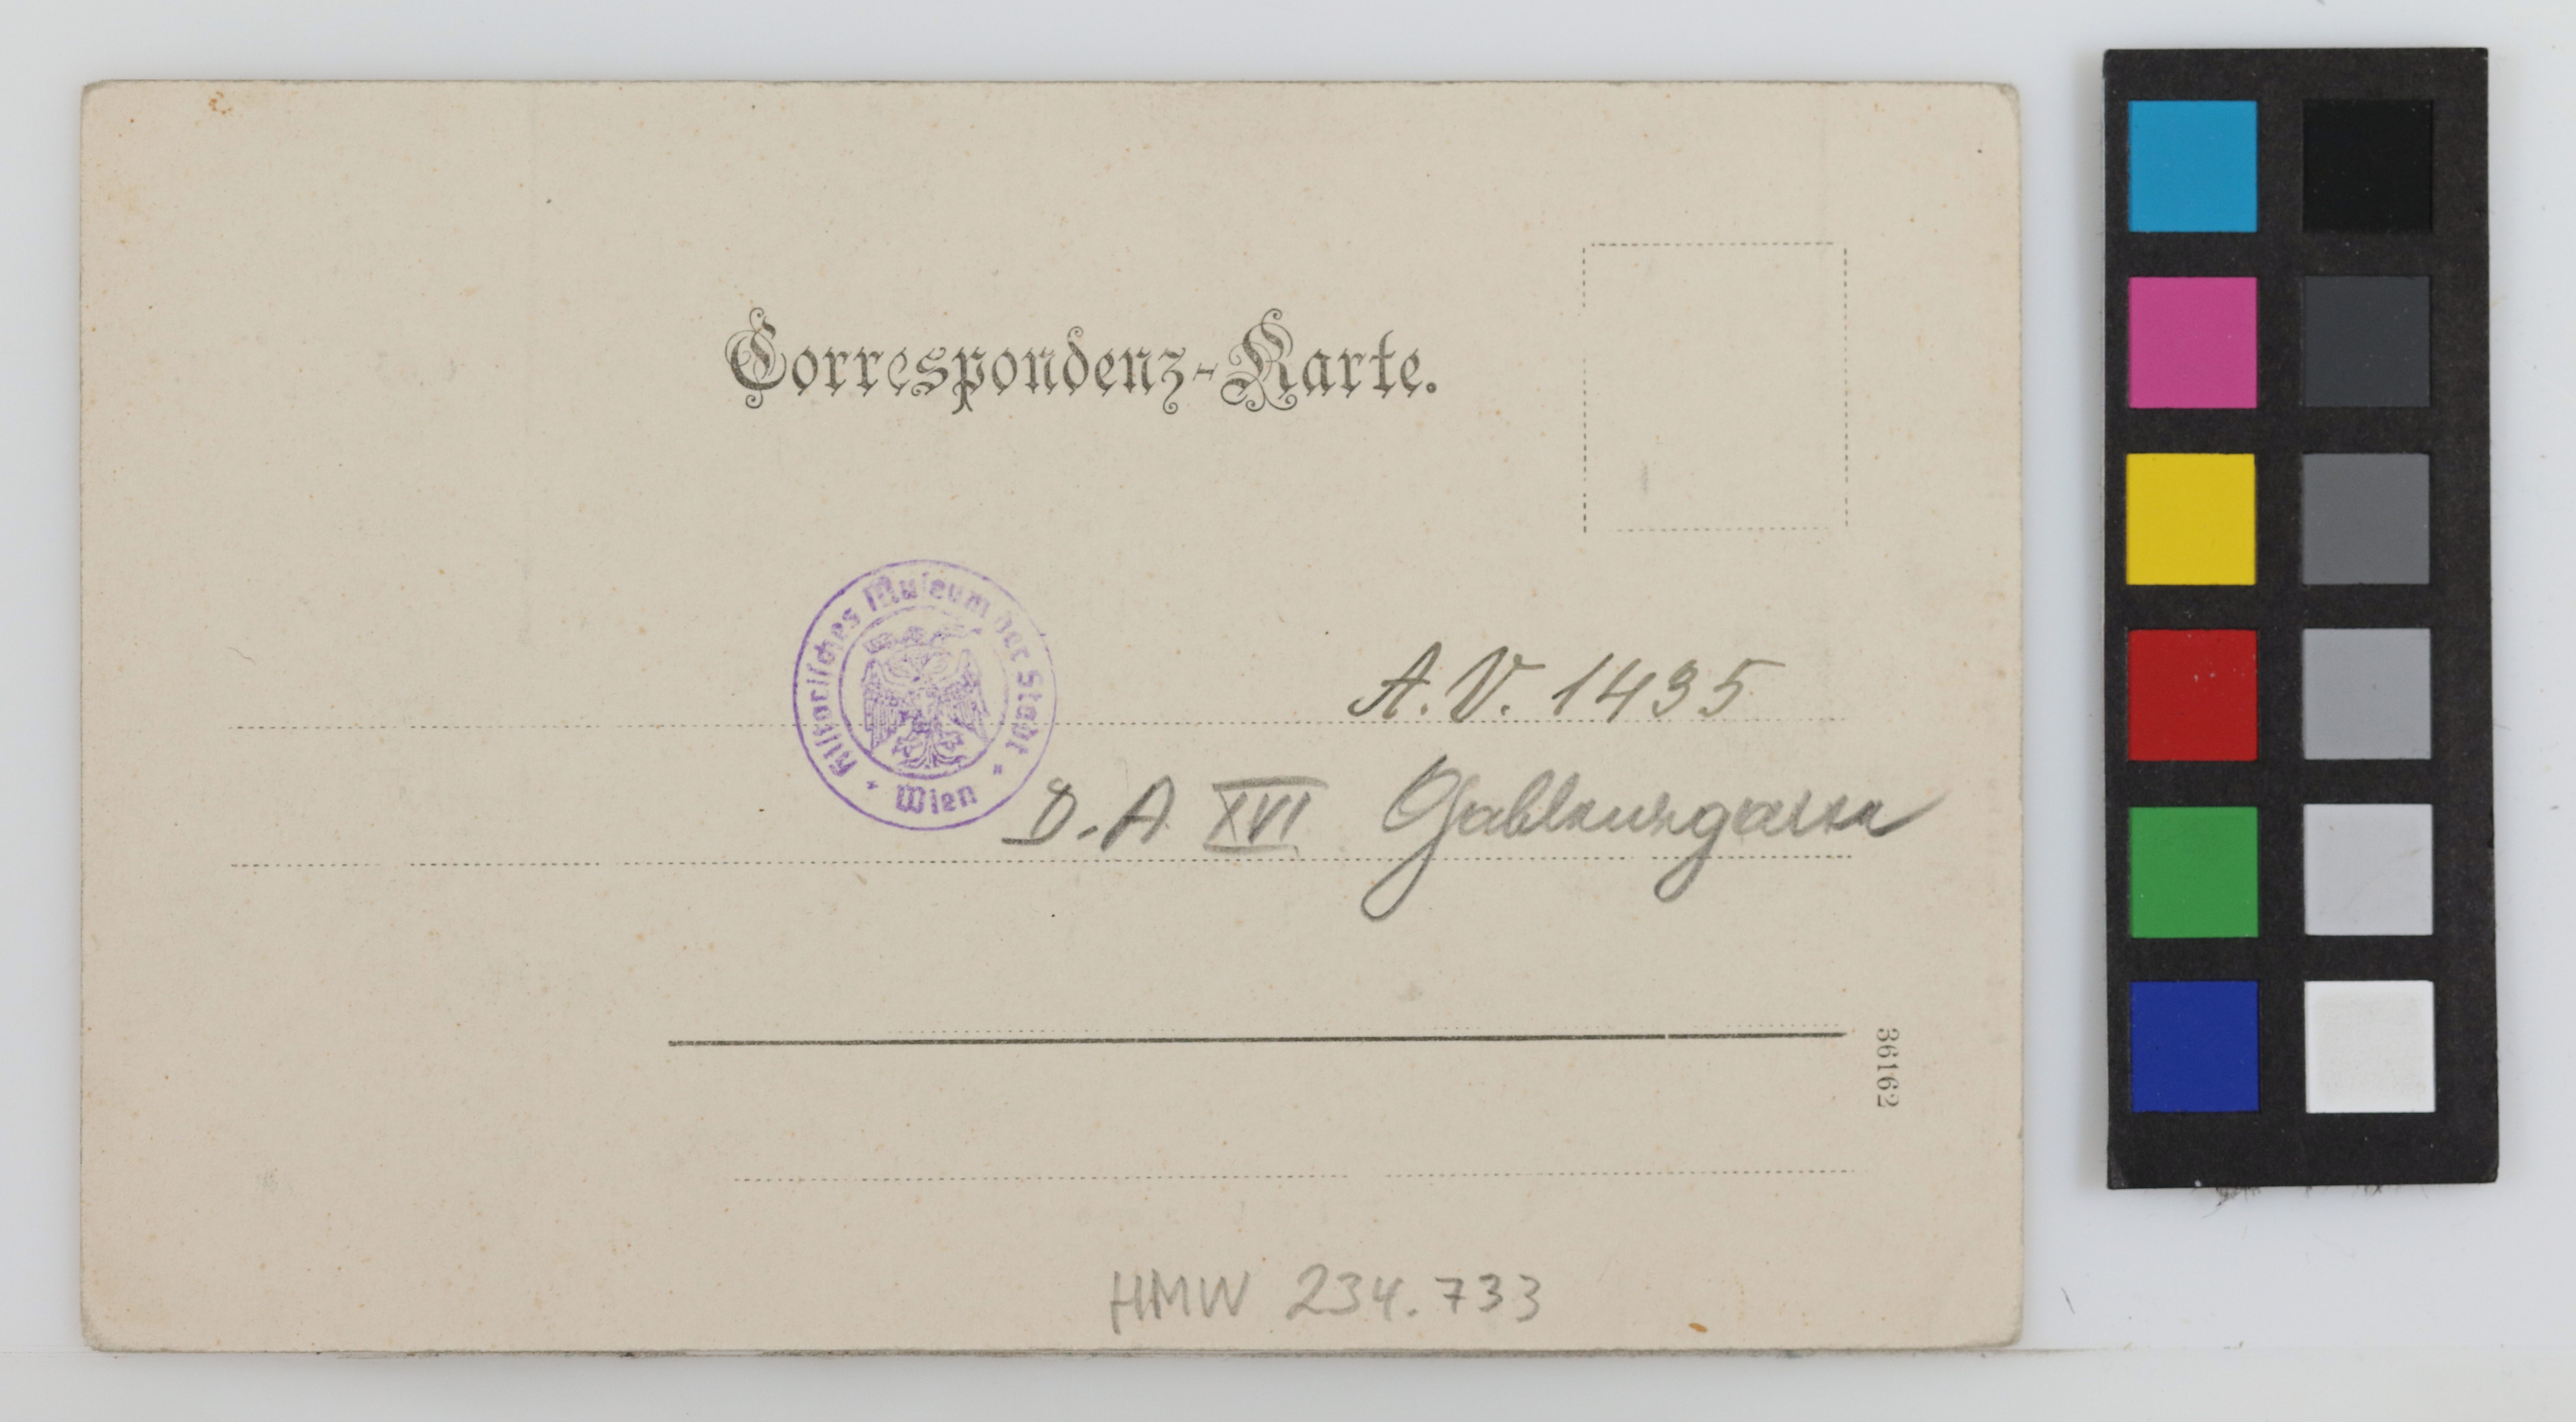 Correspondenz-Karte.
Historisches Museum der Stadt
* Wien *
A.V. 1435
D.A XVI Gablenzgasse
36162
HMW 234.733